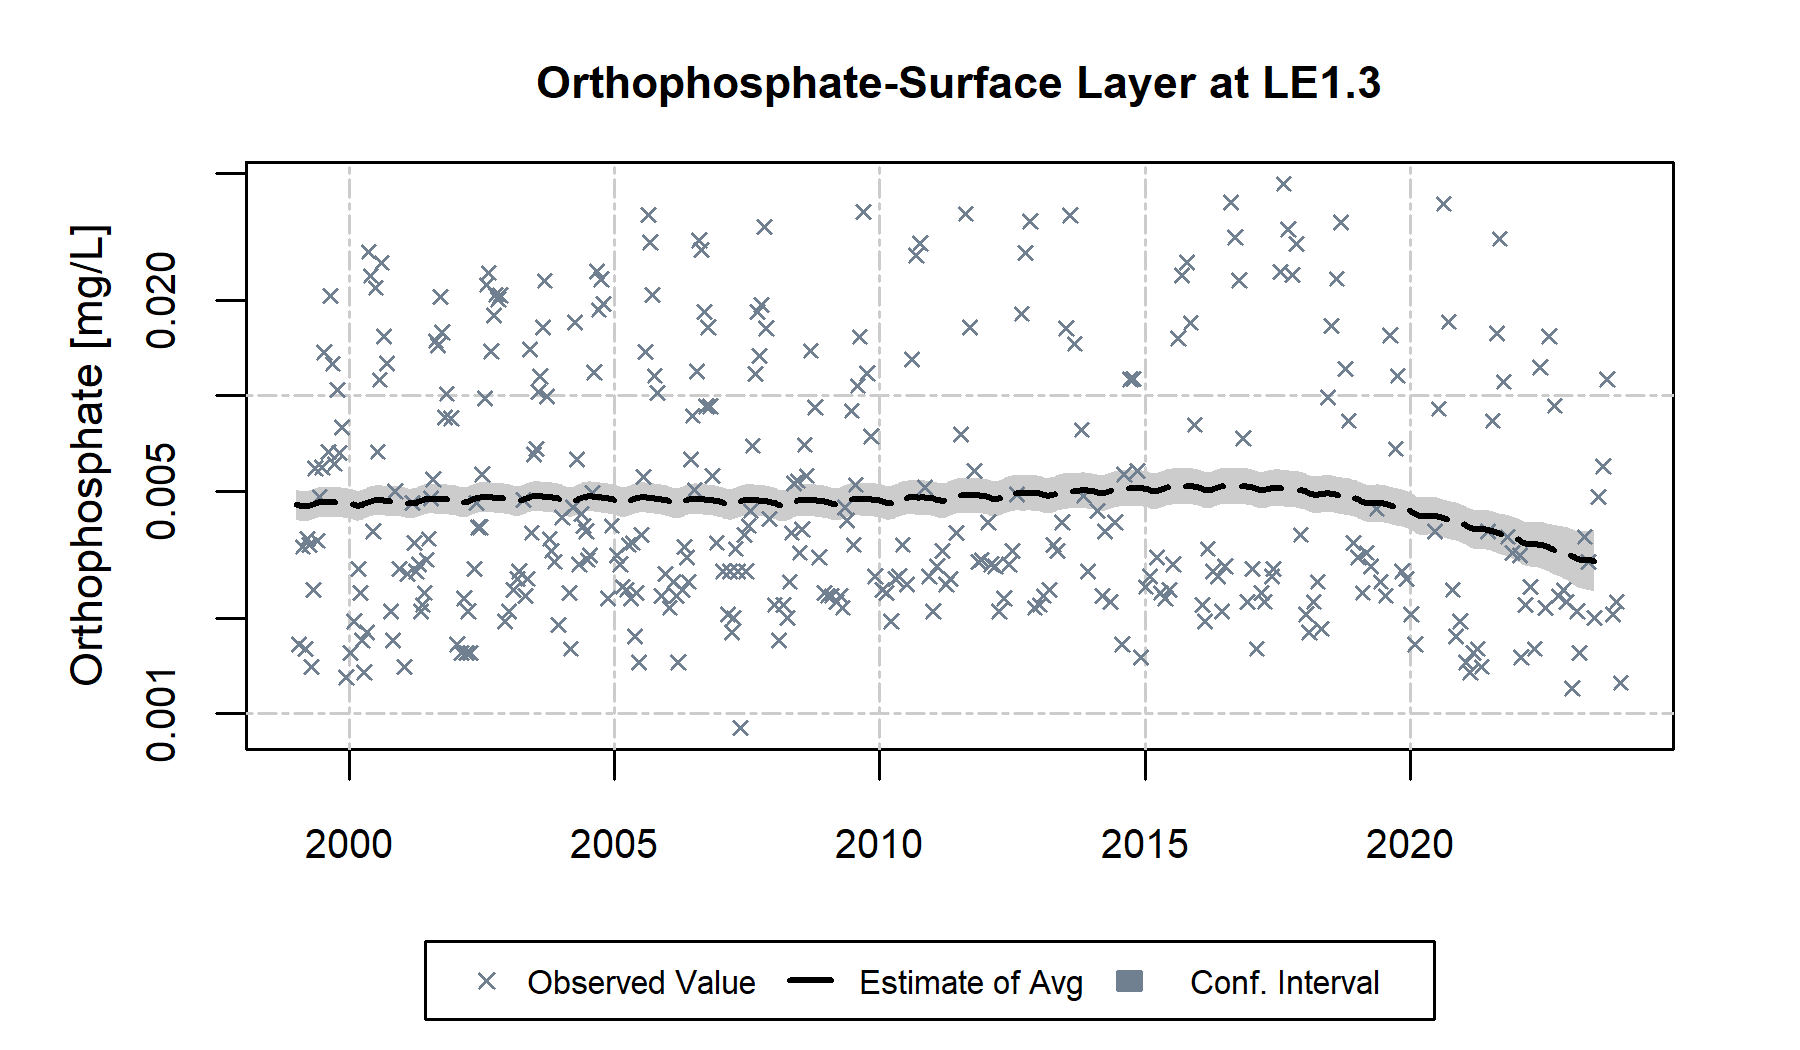 Orthophosphate-Surface Layer at LE1.3
Orthophosphate [mg/L]
0.020
0.005
0.001
2000 2005 2010 2015 2020
Observed Value Estimate of Avg Conf. Interval